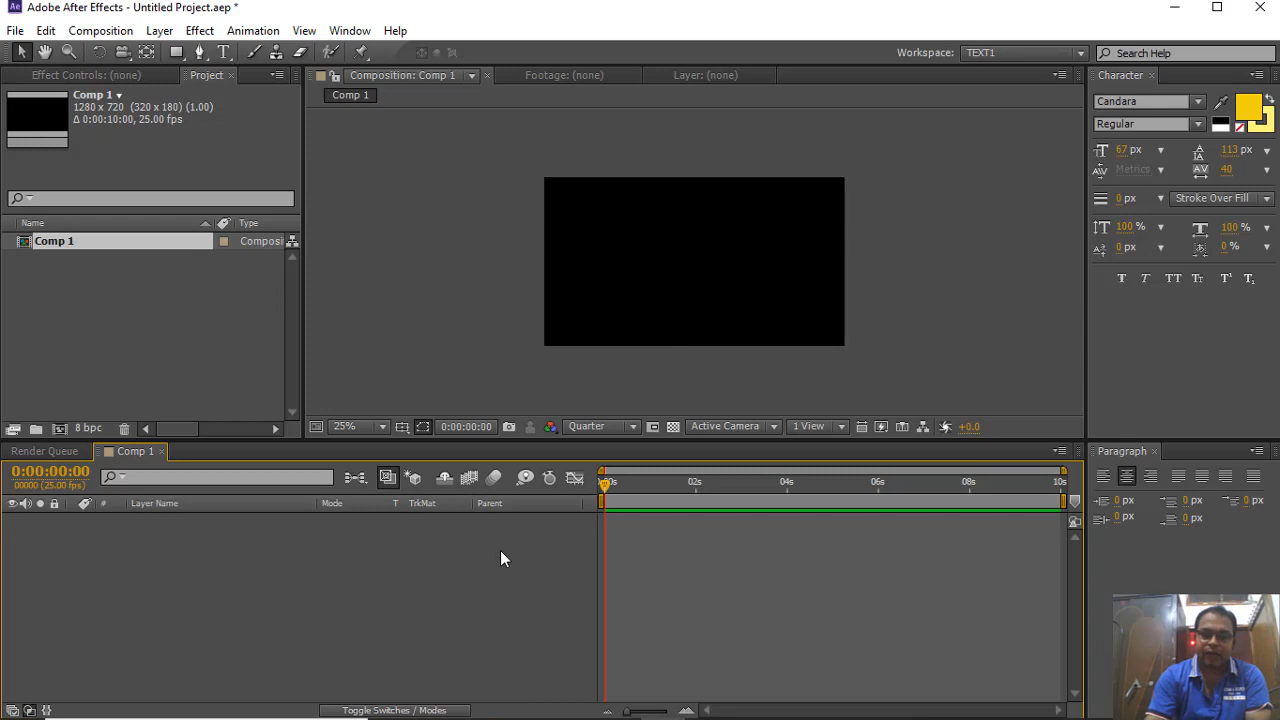 Ae Adobe After Effects - Untitled Project.aep *
File Edit Composition Layer Effect Animation View Window Help
Workspace: TEXT1 Search Help
Effect Controls: (none) Project
Composition: Comp 1 Footage: (none) Layer: (none)
Character
Comp 1
1280 x 720 (320 x 180) (1.00)
Δ 0:00:10:00, 25.00 fps
Comp 1
Candara
Regular
67 px 113 px
Metrics 40
0 px Stroke Over Fill
100 % 100 %
0 px 0 %
T T TT Tr T¹ T₁
Name Type
Comp 1 Composi
8 bpc
25% 0:00:00:00 Quarter Active Camera 1 View +0.0
Render Queue Comp 1
Paragraph
0:00:00:00
00000 (25.00 fps)
02s 04s 06s 08s 10s
# Layer Name Mode T TrkMat Parent
0 px 0 px
0 px 0 px
Toggle Switches / Modes